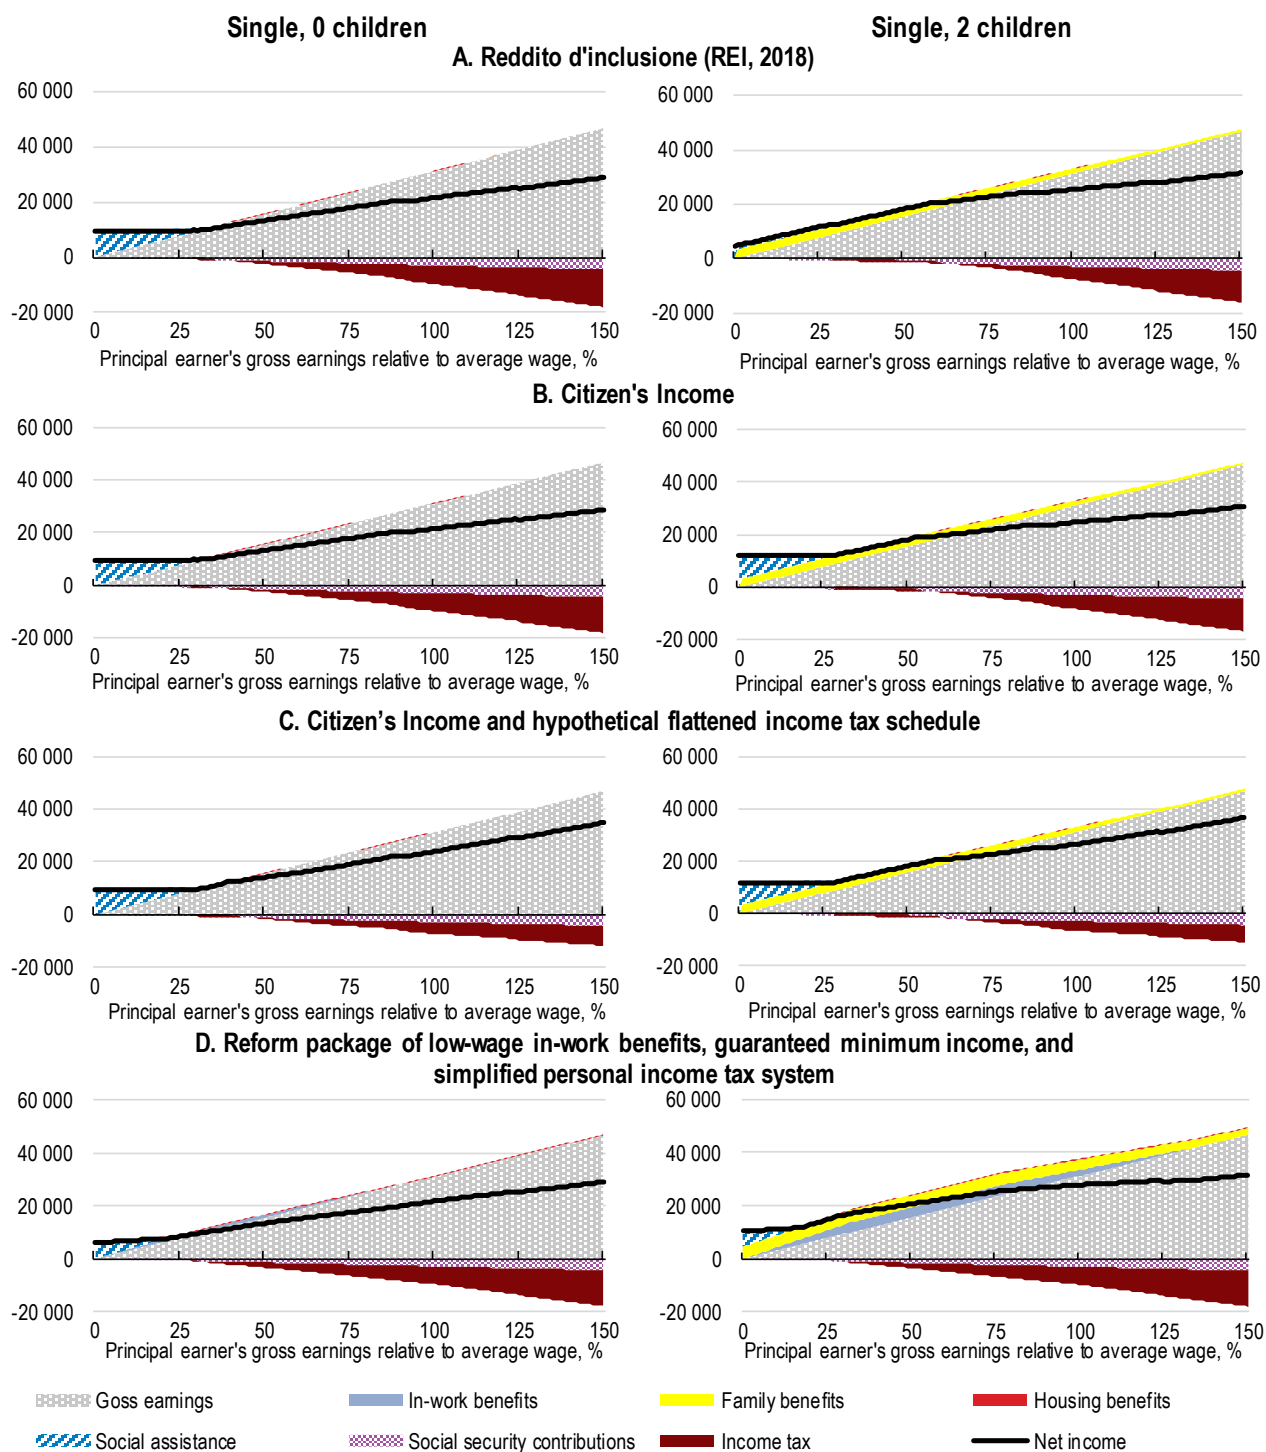 Single, 0 children
Single, 2 children
A. Reddito d'inclusione (REI, 2018)
60 000
40 000
20 000
0
-20 000
0 25 50 75 100 125 150
Principal earner's gross earnings relative to average wage, %
60 000
40 000
20 000
0
-20 000
0 25 50 75 100 125 150
Principal earner's gross earnings relative to average wage, %
B. Citizen's Income
60 000
40 000
20 000
0
-20 000
0 25 50 75 100 125 150
Principal earner's gross earnings relative to average wage, %
60 000
40 000
20 000
0
-20 000
0 25 50 75 100 125 150
Principal earner's gross earnings relative to average wage, %
C. Citizen’s Income and hypothetical flattened income tax schedule
60 000
40 000
20 000
0
-20 000
0 25 50 75 100 125 150
Principal earner's gross earnings relative to average wage, %
60 000
40 000
20 000
0
-20 000
0 25 50 75 100 125 150
Principal earner's gross earnings relative to average wage, %
D. Reform package of low-wage in-work benefits, guaranteed minimum income, and
simplified personal income tax system
60 000
40 000
20 000
0
-20 000
0 25 50 75 100 125 150
Principal earner's gross earnings relative to average wage, %
60 000
40 000
20 000
0
-20 000
0 25 50 75 100 125 150
Principal earner's gross earnings relative to average wage, %
Goss earnings
In-work benefits
Family benefits
Housing benefits
Social assistance
Social security contributions
Income tax
Net income